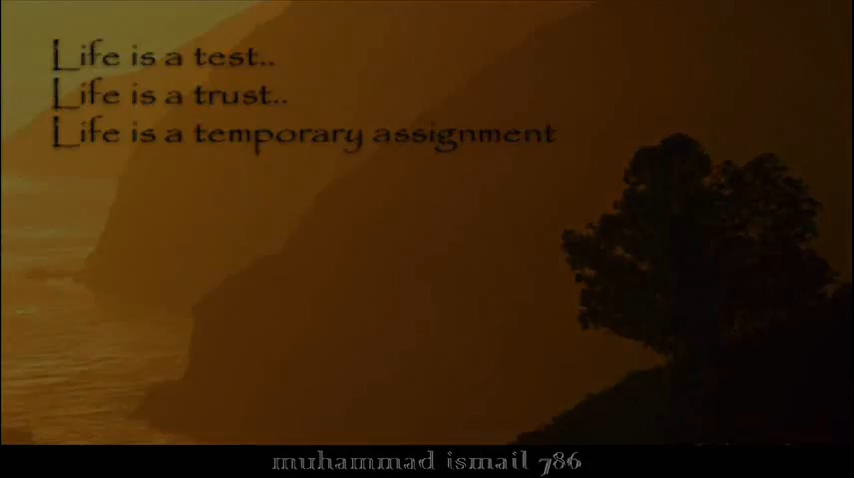 Life is a test..
Life is a trust..
Life is a temporary assignment
muhammad ismail 786